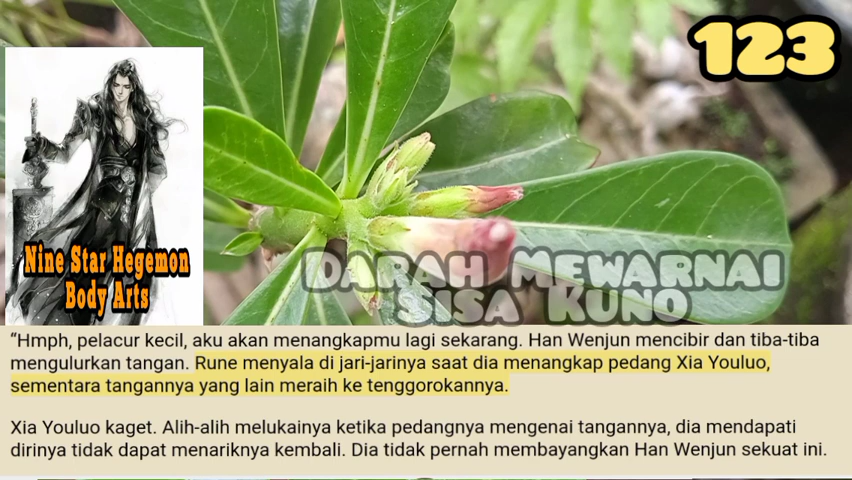 123
Nine Star Hegemon
Body Arts
Darah Mewarnai
Sisa Kuno
“Hmph, pelacur kecil, aku akan menangkapmu lagi sekarang. Han Wenjun mencibir dan tiba-tiba
mengulurkan tangan. Rune menyala di jari-jarinya saat dia menangkap pedang Xia Youluo,
sementara tangannya yang lain meraih ke tenggorokannya.
Xia Youluo kaget. Alih-alih melukainya ketika pedangnya mengenai tangannya, dia mendapati
dirinya tidak dapat menariknya kembali. Dia tidak pernah membayangkan Han Wenjun sekuat ini.